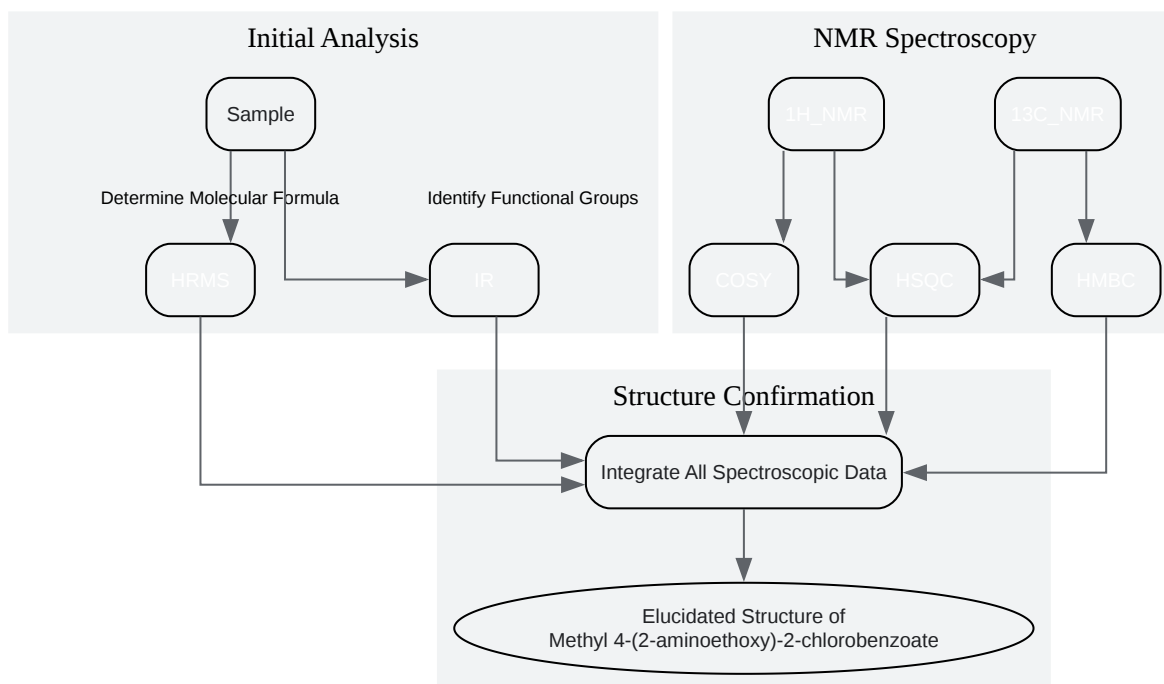 Initial Analysis
NMR Spectroscopy
Sample
1H_NMR
13C_NMR
Determine Molecular Formula
Identify Functional Groups
HRMS
IR
COSY
HSQC
HMBC
Structure Confirmation
Integrate All Spectroscopic Data
Elucidated Structure of
Methyl 4-(2-aminoethoxy)-2-chlorobenzoate